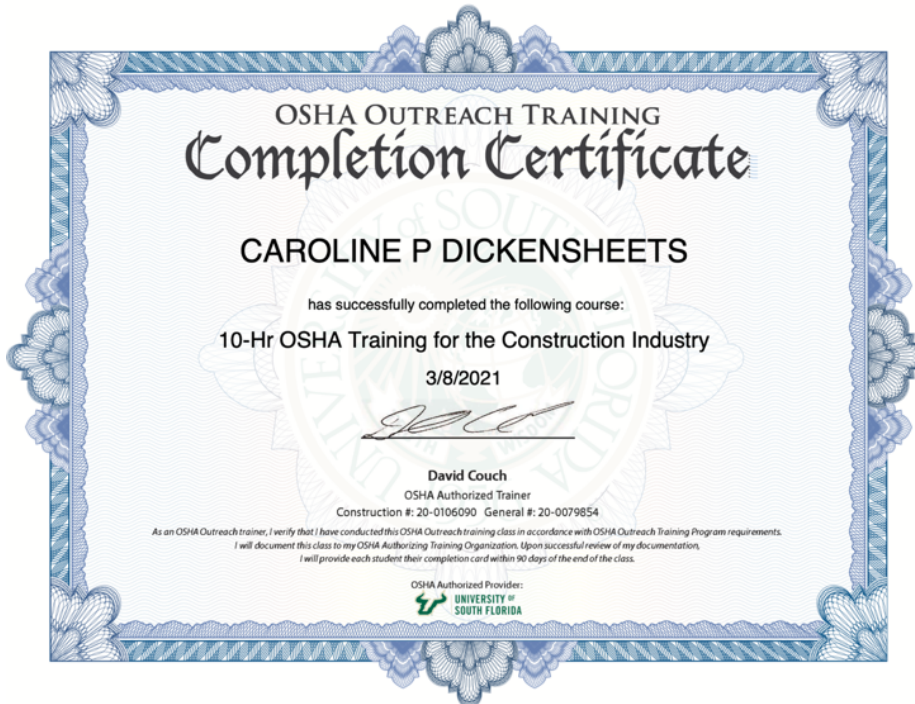 OSHA OUTREACH TRAINING
Completion Certificate
CAROLINE P DICKENSHEETS
has successfully completed the following course:
10-Hr OSHA Training for the Construction Industry
3/8/2021
David Couch
OSHA Authorized Trainer
Construction #: 20-0106090 General #: 20-0079854
As an OSHA Outreach trainer, I verify that I have conducted this OSHA Outreach training class in accordance with OSHA Outreach Training Program requirements.
I will document this class to my OSHA Authorizing Training Organization. Upon successful review of my documentation,
I will provide each student their completion card within 90 days of the end of the class.
OSHA Authorized Provider:
UNIVERSITY OF
SOUTH FLORIDA
UNIVERSITY of SOUTH FLORIDA